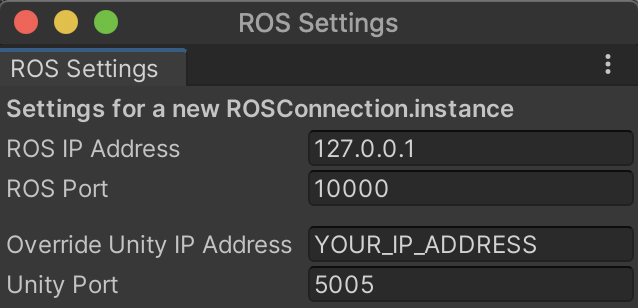 ROS Settings
ROS Settings
Settings for a new ROSConnection.instance
ROS IP Address 127.0.0.1
ROS Port 10000
Override Unity IP Address YOUR_IP_ADDRESS
Unity Port 5005